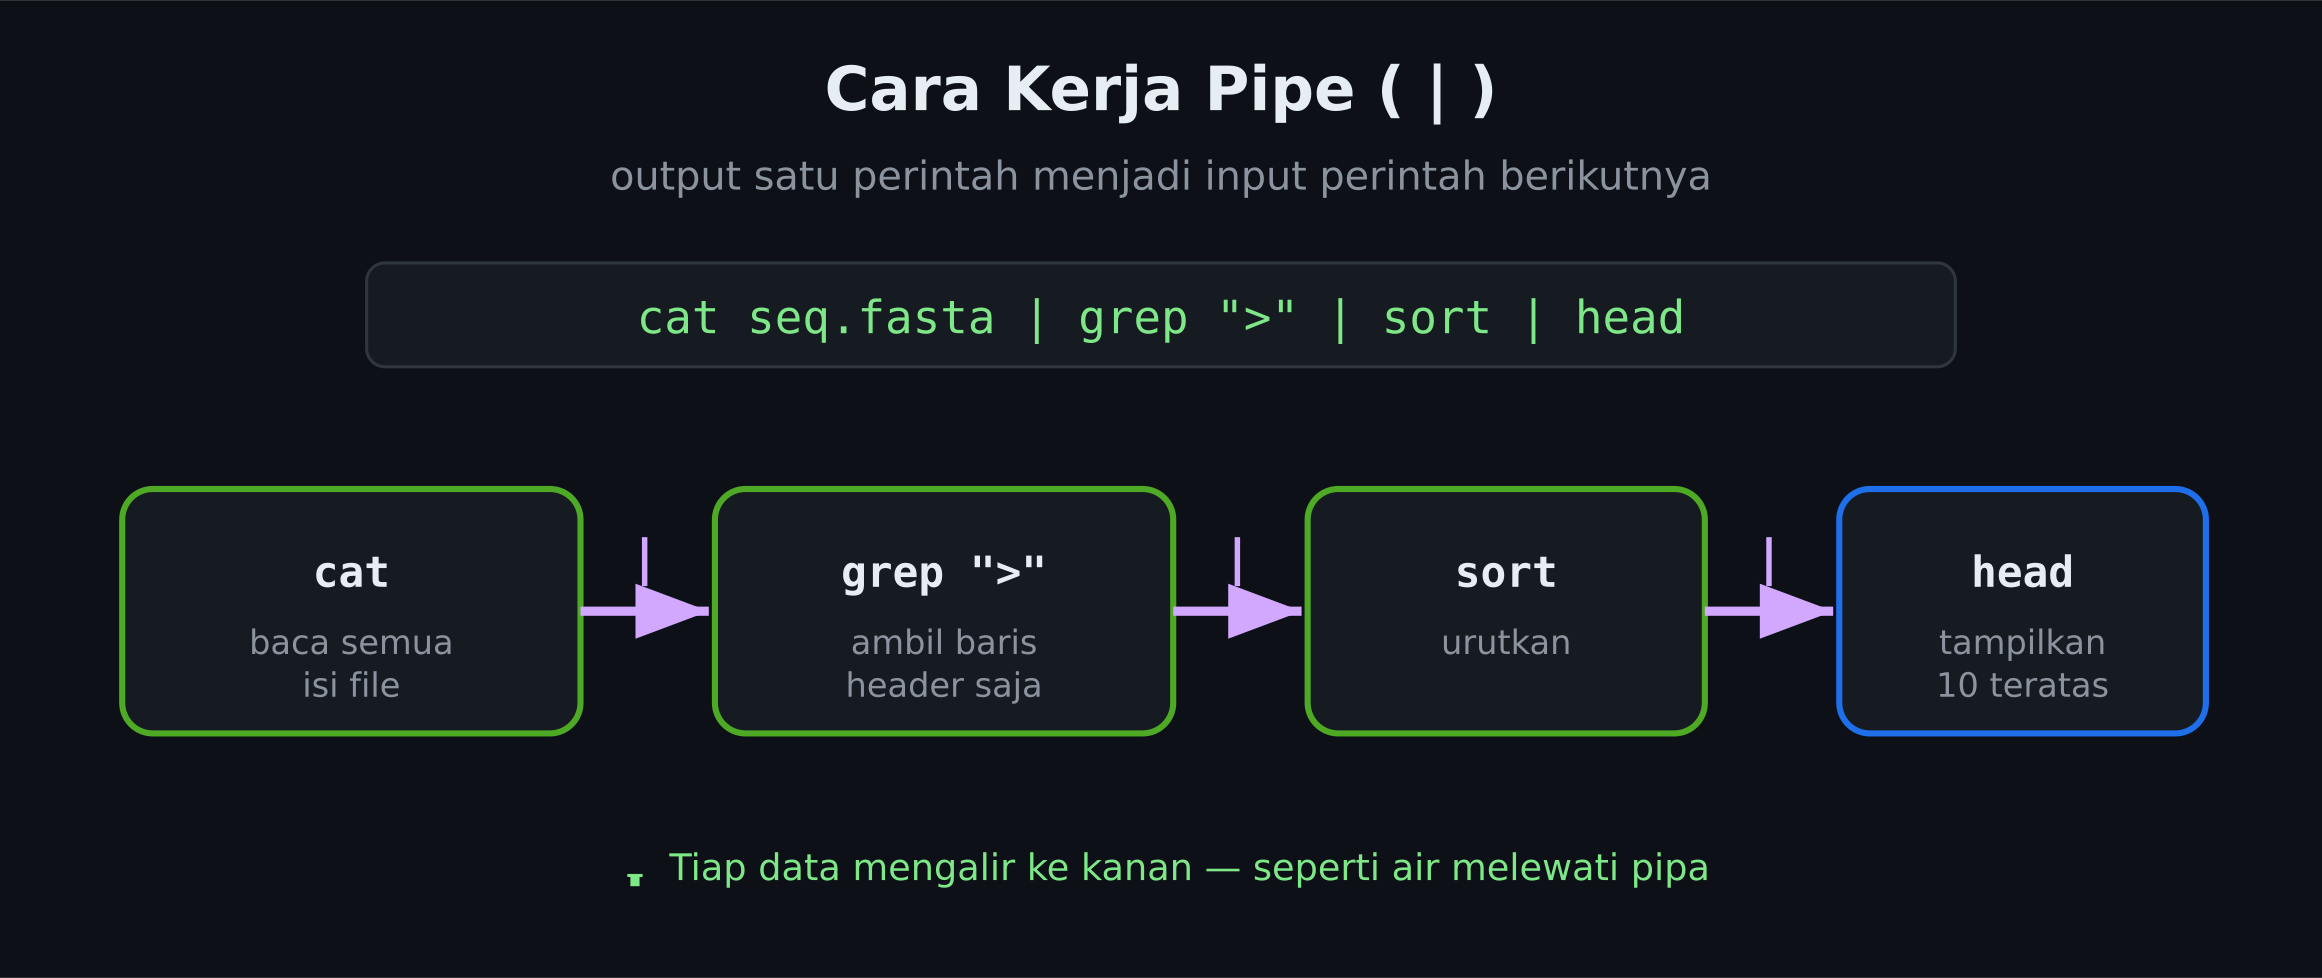 Cara Kerja Pipe ( | )
output satu perintah menjadi input perintah berikutnya
cat seq.fasta | grep ">" | sort | head
cat
baca semua
isi file
|
grep ">"
ambil baris
header saja
|
sort
urutkan
|
head
tampilkan
10 teratas
Tiap data mengalir ke kanan — seperti air melewati pipa